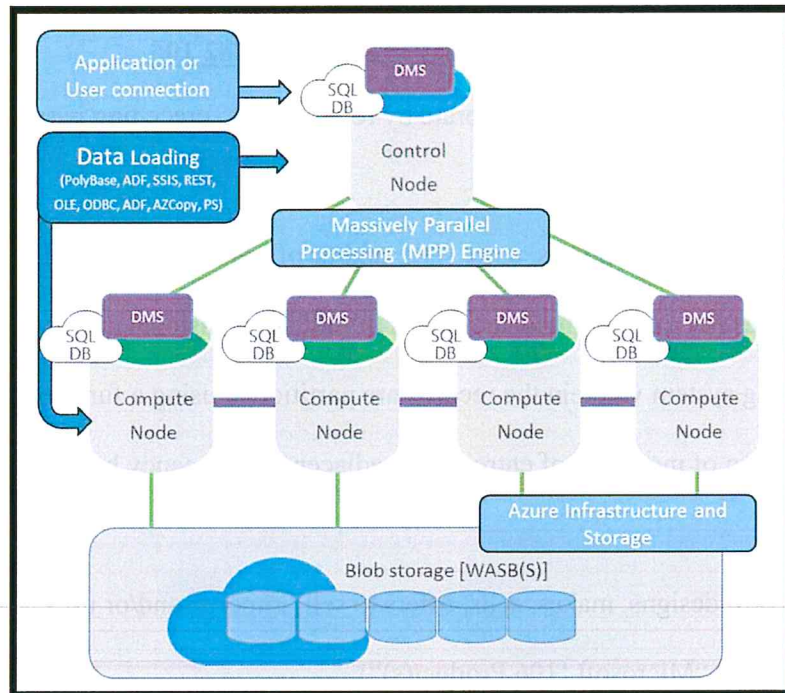 Application or
User connection
DMS
SQL
DB
Control
Node
Data Loading
(PolyBase, ADF, SSIS, REST,
OLE, ODBC, ADF, AZCopy, PS)
Massively Parallel
Processing (MPP) Engine
DMS
SQL
DB
Compute
Node
DMS
SQL
DB
Compute
Node
DMS
SQL
DB
Compute
Node
DMS
SQL
DB
Compute
Node
Azure Infrastructure and
Storage
Blob storage [WASB(S)]